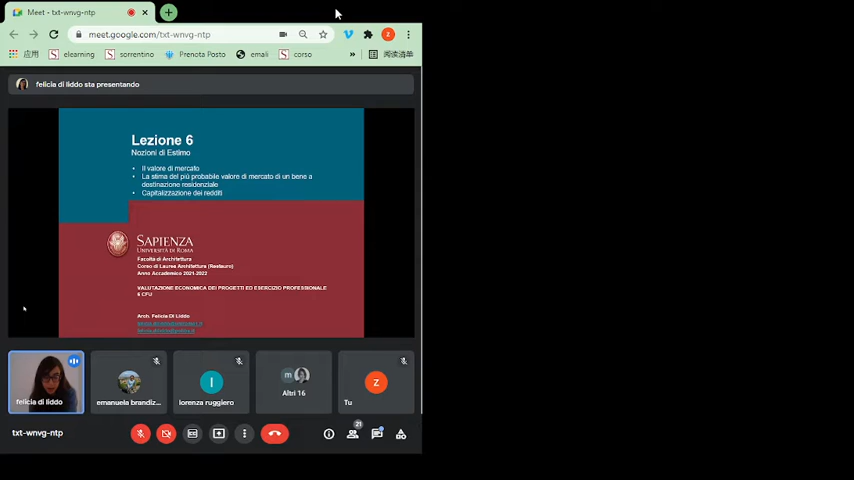 Meet - txt-wnvg-ntp
meet.google.com/txt-wnvg-ntp
应用 elearning sorrentino Prenota Posto emali corso » 阅读清单
felicia di liddo sta presentando
Lezione 6
Nozioni di Estimo
• Il valore di mercato
• La stima del più probabile valore di mercato di un bene a
destinazione residenziale
• Capitalizzazione dei redditi
SAPIENZA
UNIVERSITÀ DI ROMA
Facoltà di Architettura
Corso di Laurea Architettura (Restauro)
Anno Accademico 2021-2022
VALUTAZIONE ECONOMICA DEI PROGETTI ED ESERCIZIO PROFESSIONALE
6 CFU
Arch. Felicia Di Liddo
felicia di liddo
emanuela brandiz...
lorenza ruggiero
Altri 16
Tu
txt-wnvg-ntp
21